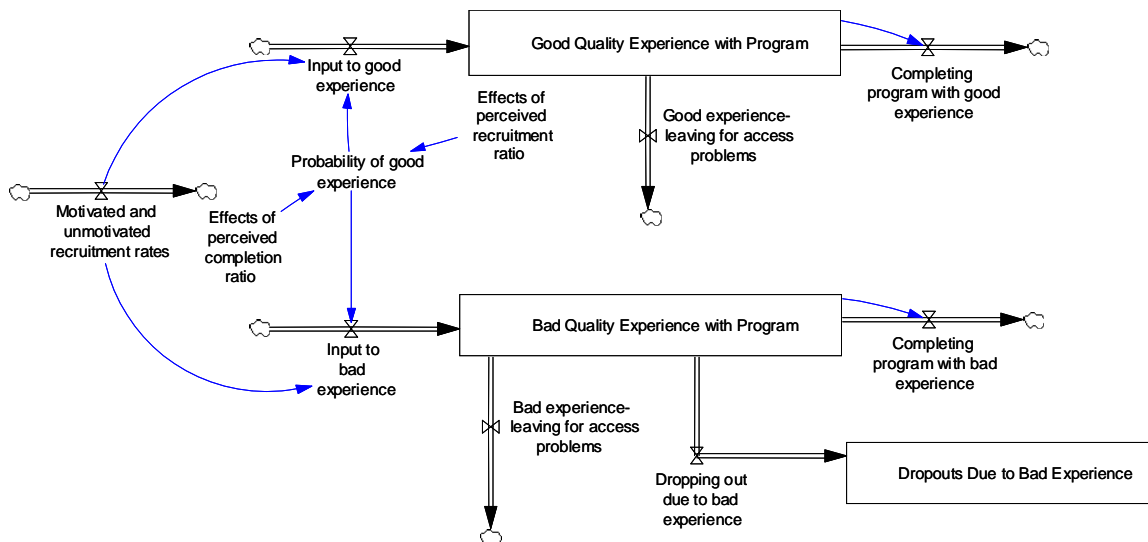 Good Quality Experience with Program
Input to good
experience
Completing
program with good
experience
Effects of
perceived
recruitment
ratio
Good experience-
leaving for access
problems
Probability of good
experience
Motivated and
unmotivated
recruitment rates
Effects of
perceived
completion
ratio
Bad Quality Experience with Program
Input to
bad
experience
Completing
program with bad
experience
Bad experience-
leaving for access
problems
Dropping out
due to bad
experience
Dropouts Due to Bad Experience